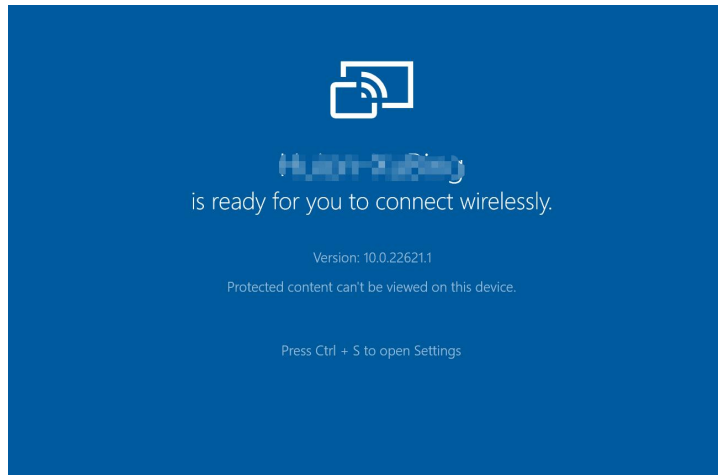 is ready for you to connect wirelessly.
Version: 10.0.22621.1
Protected content can't be viewed on this device.
Press Ctrl + S to open Settings